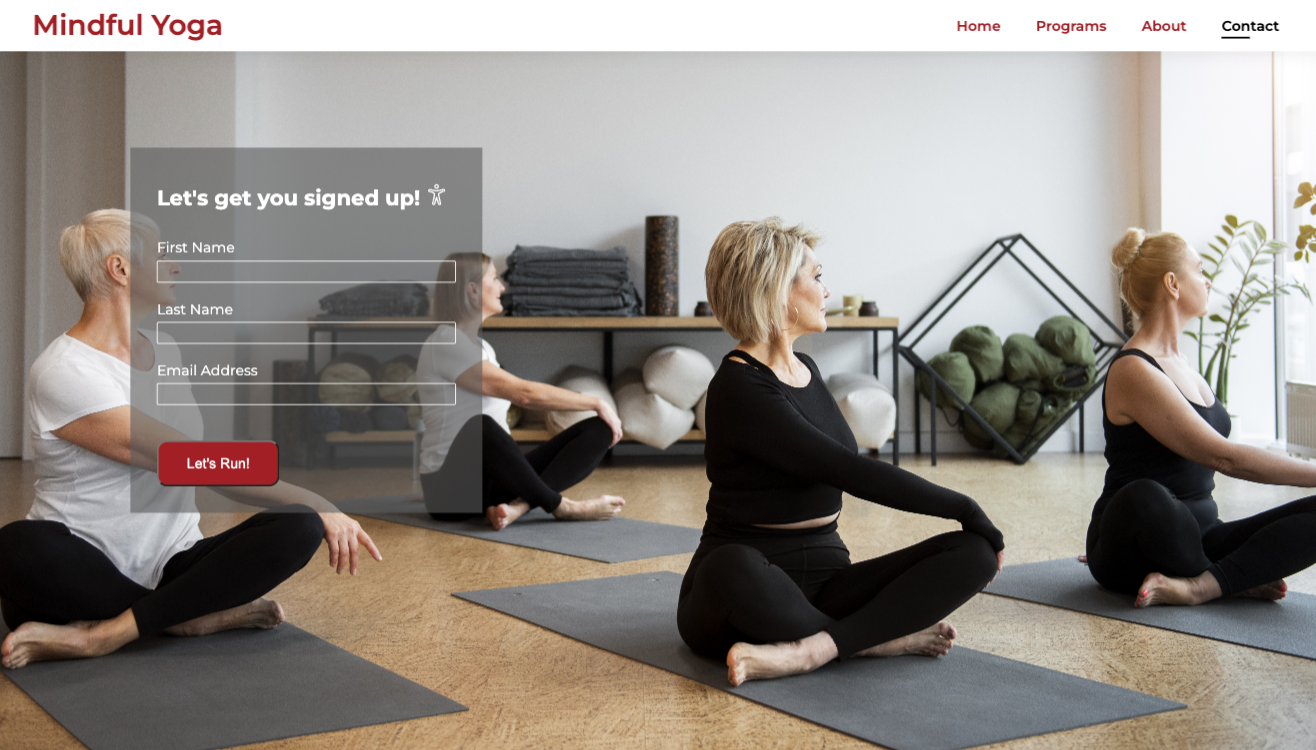 Mindful Yoga
Home Programs About Contact
Let's get you signed up!
First Name
Last Name
Email Address
Let's Run!